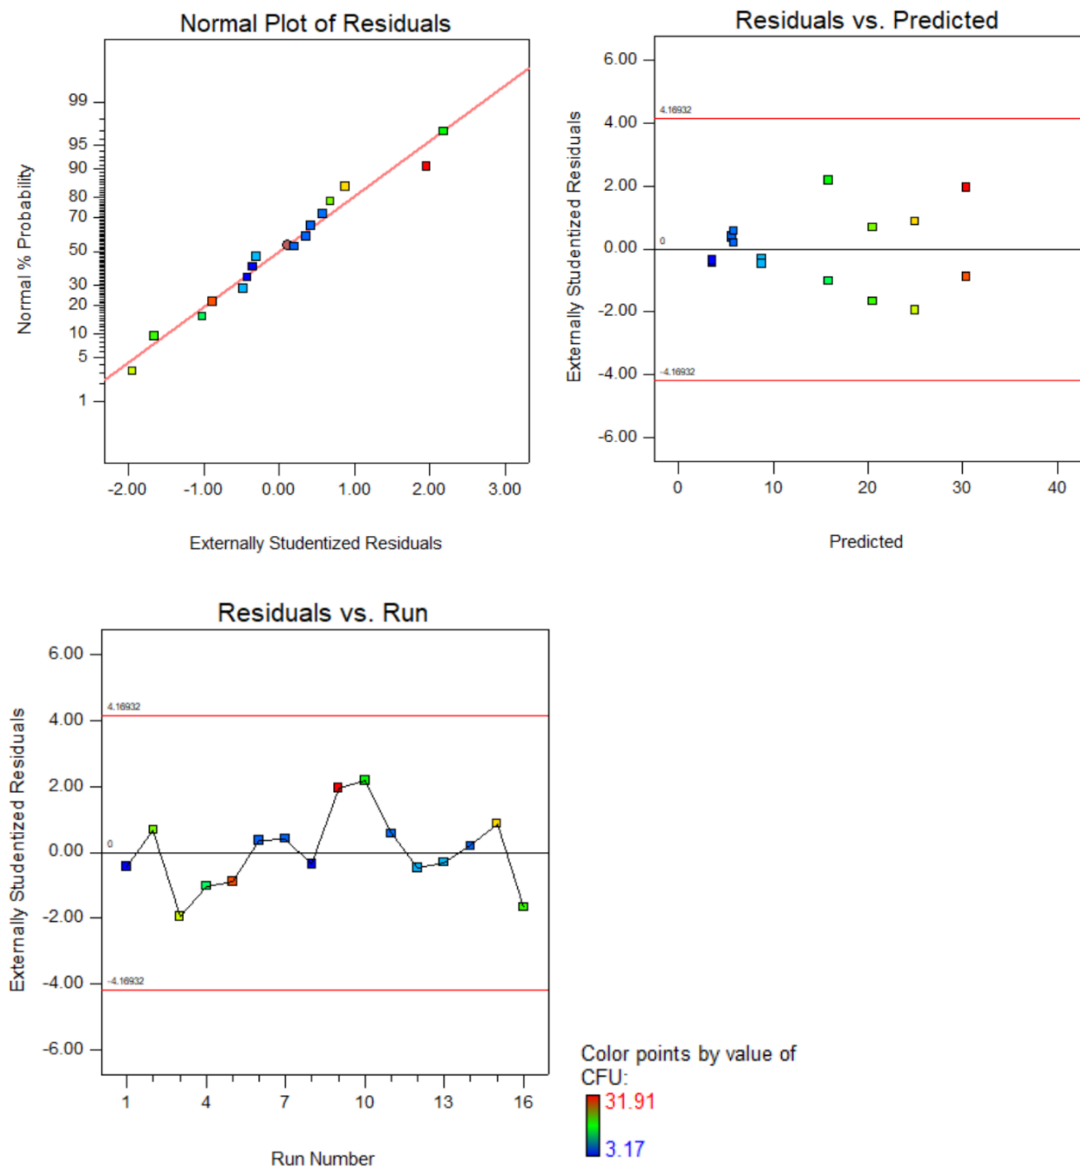 Normal Plot of Residuals
Normal % Probability
99
95
90
80
70
50
30
20
10
5
1
-2.00 -1.00 0.00 1.00 2.00 3.00
Externally Studentized Residuals
Residuals vs. Predicted
Externally Studentized Residuals
6.00
4.00
2.00
0.00
-2.00
-4.00
-6.00
4.16932
0
-4.16932
0 10 20 30 40
Predicted
Residuals vs. Run
Externally Studentized Residuals
6.00
4.00
2.00
0.00
-2.00
-4.00
-6.00
4.16932
0
-4.16932
1 4 7 10 13 16
Run Number
Color points by value of
CFU:
31.91
3.17